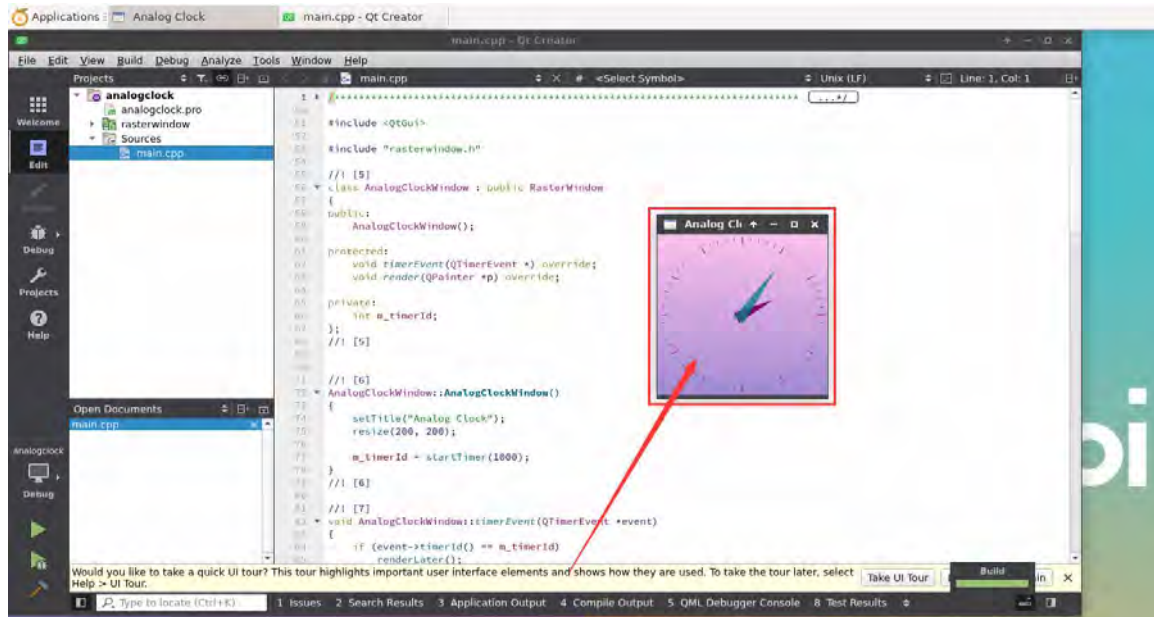 Applications Analog Clock main.cpp - Qt Creator
main.cpp - Qt Creator
File Edit View Build Debug Analyze Tools Window Help
Projects main.cpp # <Select Symbol> Unix (LF) Line: 1, Col: 1
Welcome
Edit
Debug
Projects
Help
analogclock
analogclock.pro
rasterwindow
Sources
main.cpp
Open Documents
main.cpp
analogclock
Debug
#include <QtGui>
#include "rasterwindow.h"
//! [5]
class AnalogClockWindow : public RasterWindow
{
public:
AnalogClockWindow();
protected:
void timerEvent(QTimerEvent *) override;
void render(QPainter *p) override;
private:
int m_timerId;
};
//! [5]
//! [6]
AnalogClockWindow::AnalogClockWindow()
{
setTitle("Analog Clock");
resize(200, 200);
m_timerId = startTimer(1000);
}
//! [6]
//! [7]
void AnalogClockWindow::timerEvent(QTimerEvent *event)
{
if (event->timerId() == m_timerId)
renderLater();
Analog Cl
pi
Would you like to take a quick UI tour? This tour highlights important user interface elements and shows how they are used. To take the tour later, select
Help > UI Tour.
Take UI Tour
Build
in
Type to locate (Ctrl+K) 1 Issues 2 Search Results 3 Application Output 4 Compile Output 5 QML Debugger Console 8 Test Results